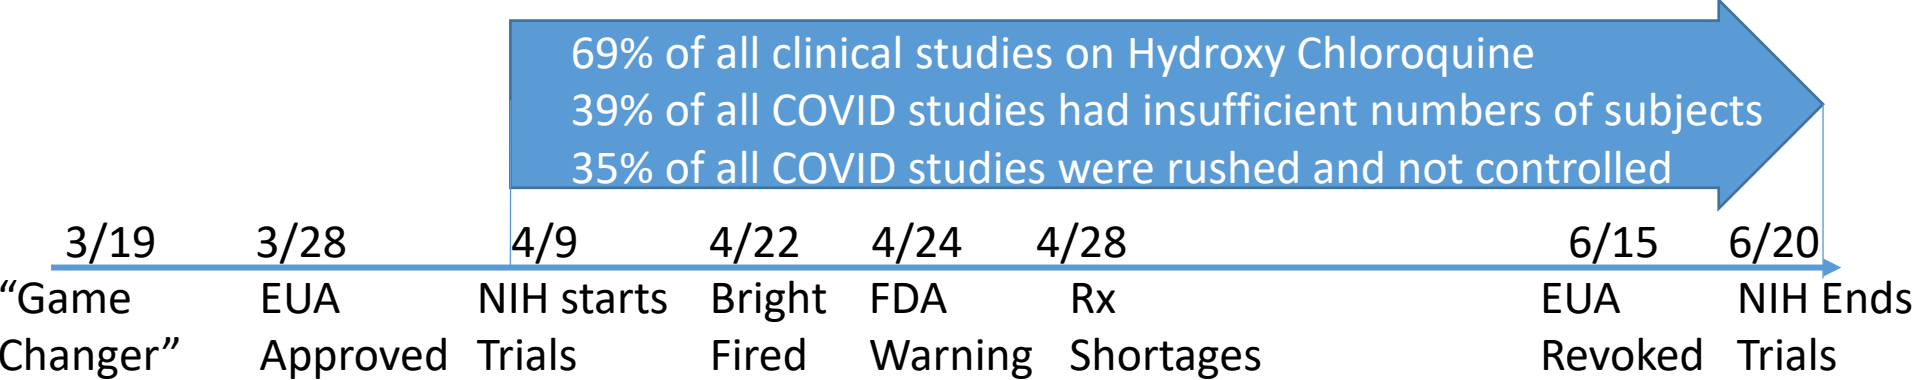 69% of all clinical studies on Hydroxy Chloroquine
39% of all COVID studies had insufficient numbers of subjects
35% of all COVID studies were rushed and not controlled
3/19 3/28 4/9 4/22 4/24 4/28 6/15 6/20
“Game EUA NIH starts Bright FDA Rx EUA NIH Ends
Changer” Approved Trials Fired Warning Shortages Revoked Trials